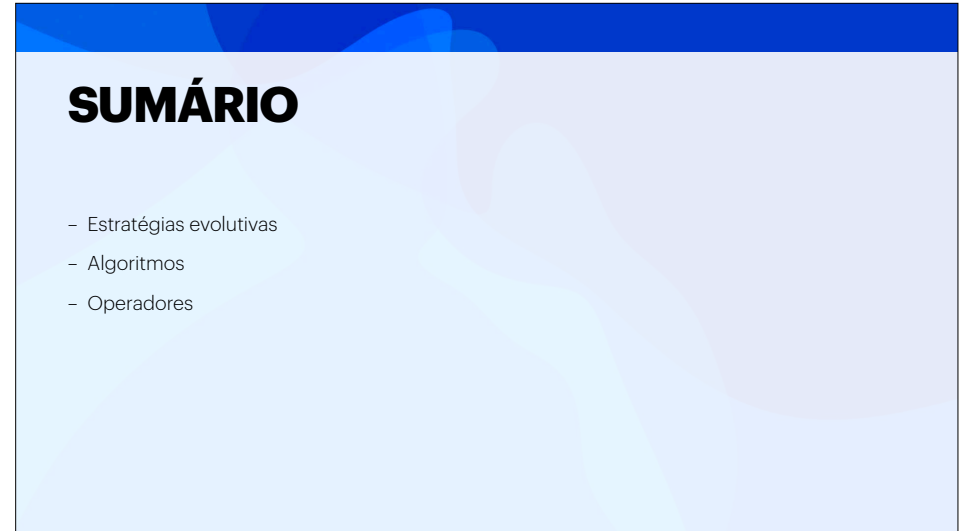 SUMÁRIO
– Estratégias evolutivas
– Algoritmos
– Operadores